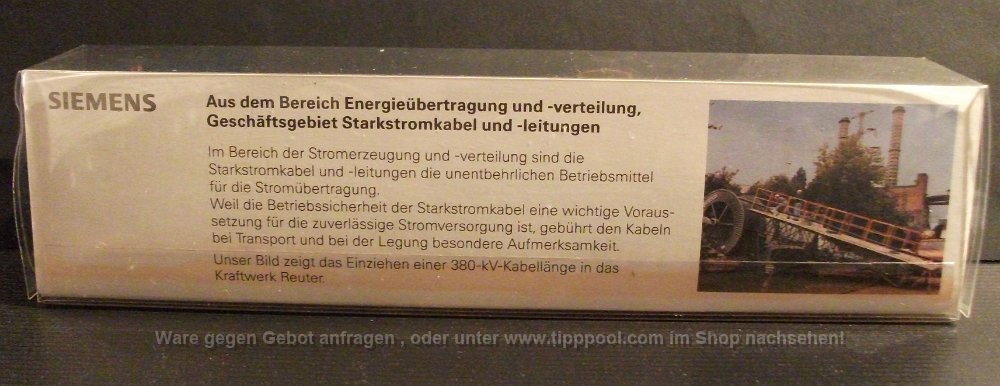 SIEMENS
Aus dem Bereich Energieübertragung und -verteilung,
Geschäftsgebiet Starkstromkabel und -leitungen
Im Bereich der Stromerzeugung und -verteilung sind die
Starkstromkabel und -leitungen die unentbehrlichen Betriebsmittel
für die Stromübertragung.
Weil die Betriebssicherheit der Starkstromkabel eine wichtige Voraus-
setzung für die zuverlässige Stromversorgung ist, gebührt den Kabeln
bei Transport und bei der Legung besondere Aufmerksamkeit.
Unser Bild zeigt das Einziehen einer 380-kV-Kabellänge in das
Kraftwerk Reuter.
Ware gegen Gebot anfragen , oder unter www.tipppool.com im Shop nachsehen!